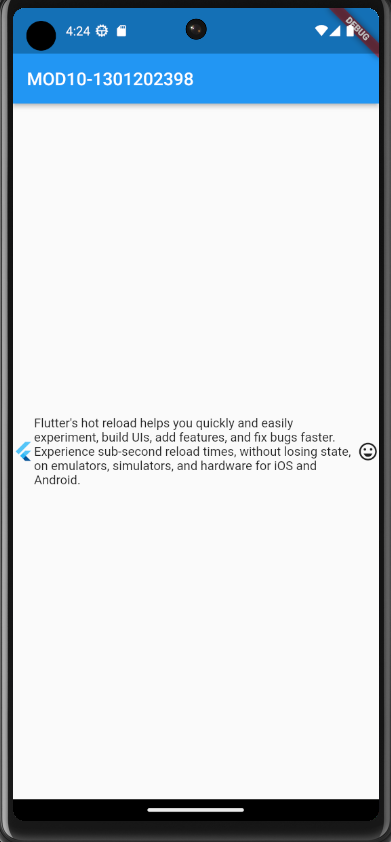 4:24
DEBUG
MOD10-1301202398
Flutter's hot reload helps you quickly and easily
experiment, build UIs, add features, and fix bugs faster.
Experience sub-second reload times, without losing state,
on emulators, simulators, and hardware for iOS and
Android.